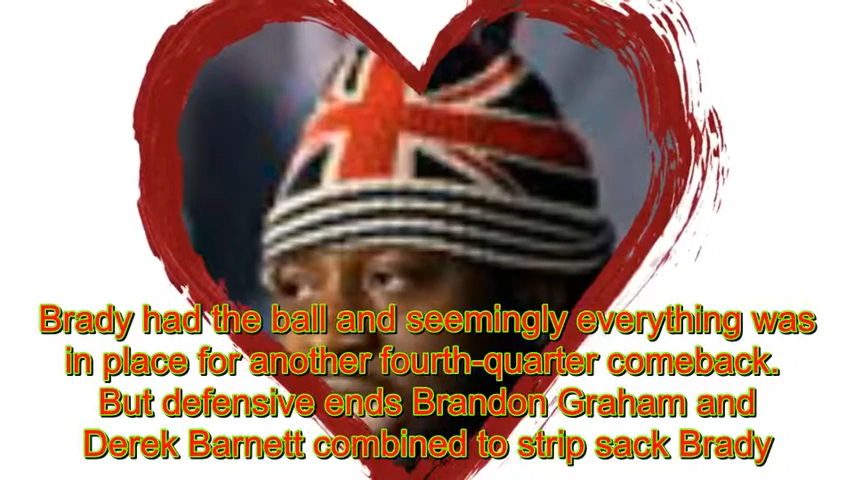 Brady had the ball and seemingly everything was
in place for another fourth-quarter comeback.
But defensive ends Brandon Graham and
Derek Barnett combined to strip sack Brady